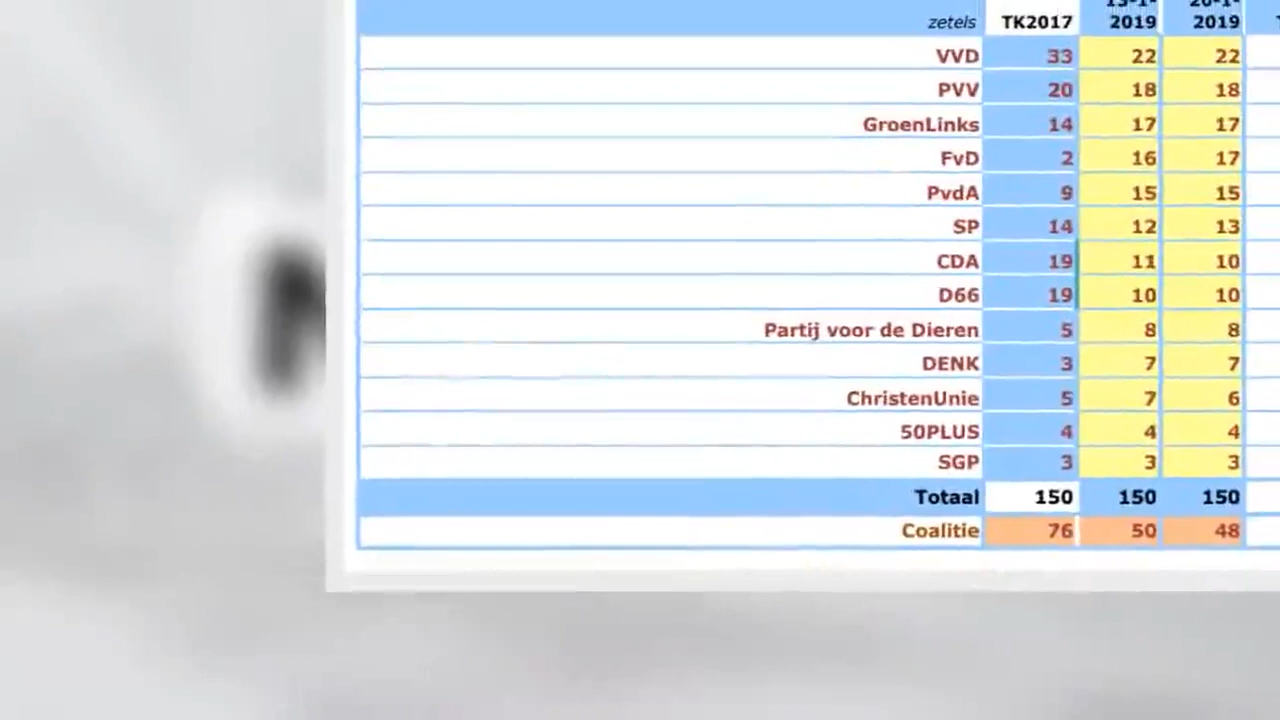 zetels TK2017 2019 2019
VVD 33 22 22
PVV 20 18 18
GroenLinks 14 17 17
FvD 2 16 17
PvdA 9 15 15
SP 14 12 13
CDA 19 11 10
D66 19 10 10
Partij voor de Dieren 5 8 8
DENK 3 7 7
ChristenUnie 5 7 6
50PLUS 4 4 4
SGP 3 3 3
Totaal 150 150 150
Coalitie 76 50 48